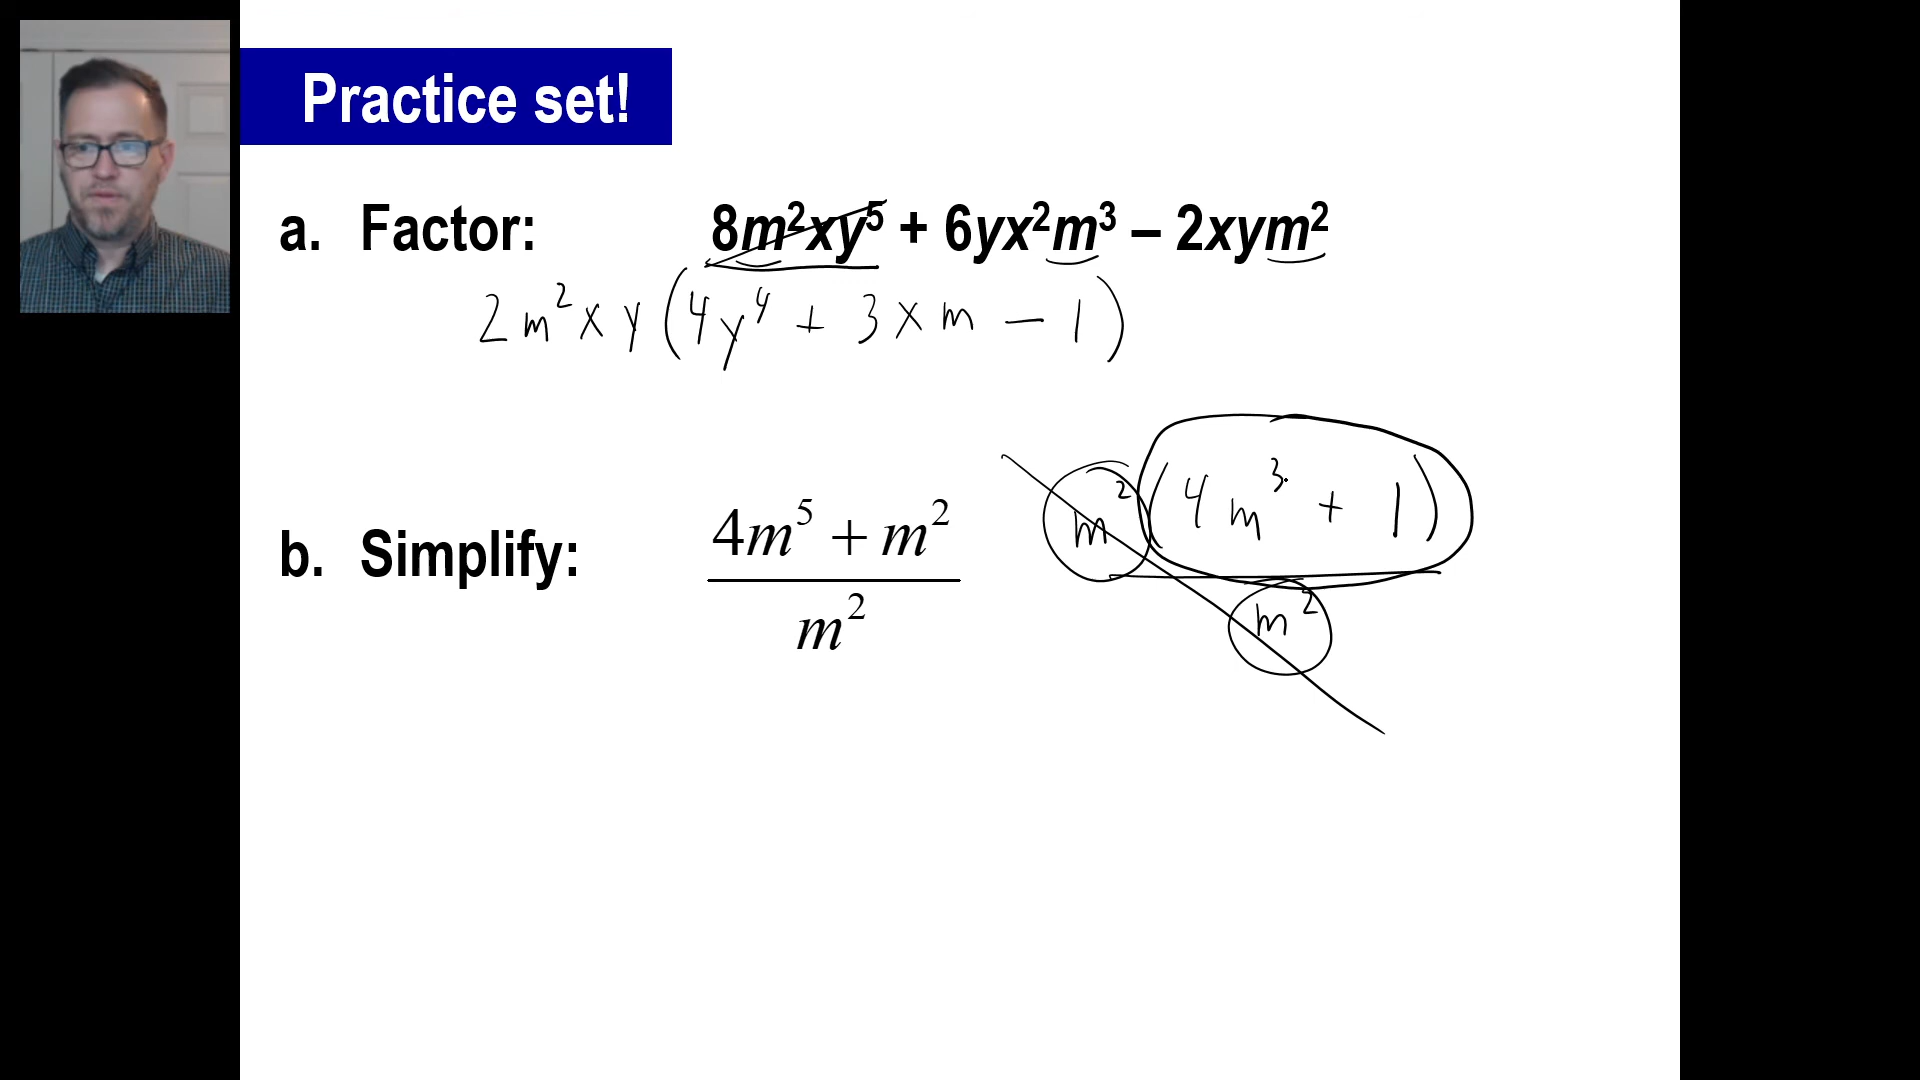 Practice set!
a. Factor: 8m²xy⁵ + 6yx²m³ – 2xym²
2m²xy(4y⁴ + 3xm – 1)
b. Simplify: 4m⁵ + m²
m²
m²(4m³ + 1)
m²